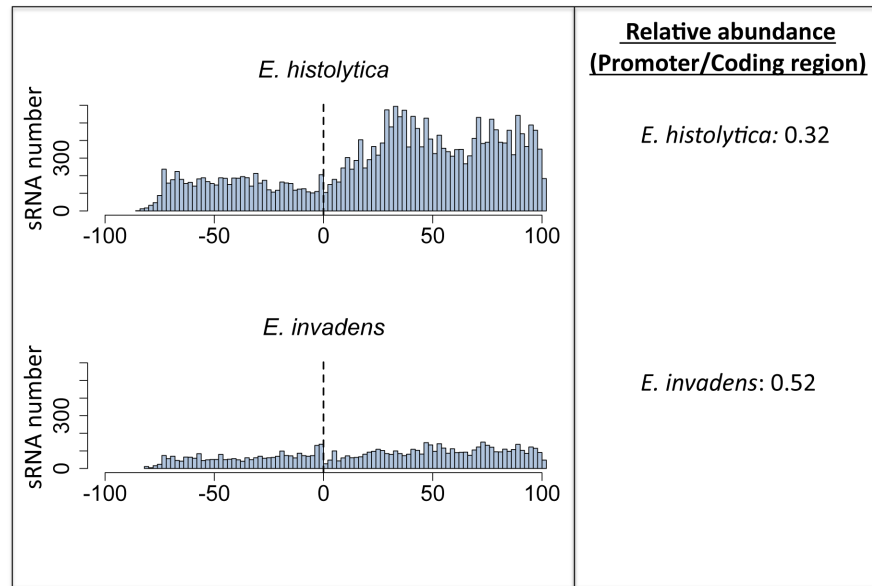 E. histolytica
sRNA number
300
0
-100 -50 0 50 100
E. invadens
sRNA number
300
0
-100 -50 0 50 100
Relative abundance
(Promoter/Coding region)
E. histolytica: 0.32
E. invadens: 0.52